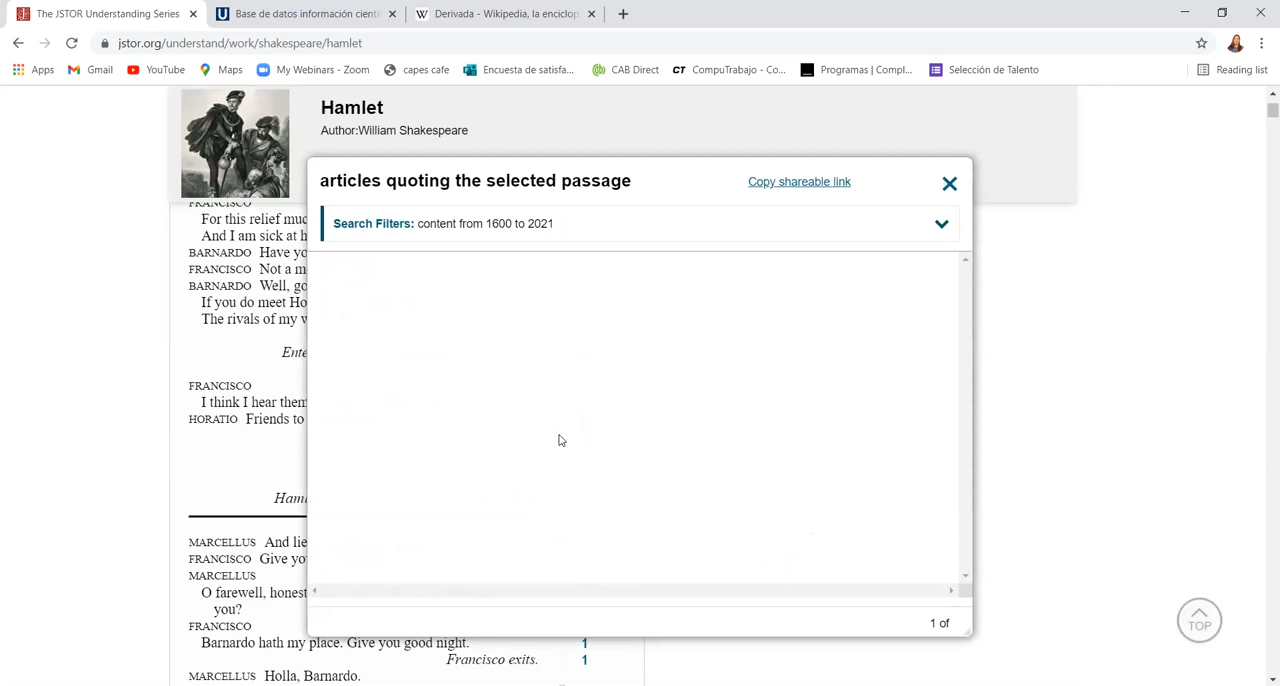 The JSTOR Understanding Series
Base de datos información cientí
Derivada - Wikipedia, la enciclop
jstor.org/understand/work/shakespeare/hamlet
Apps
Gmail
YouTube
Maps
My Webinars - Zoom
capes cafe
Encuesta de satisfa...
CAB Direct
CT CompuTrabajo - Co...
Programas | Compl...
Selección de Talento
Reading list
Hamlet
Author:William Shakespeare
articles quoting the selected passage
Copy shareable link
Search Filters: content from 1600 to 2021
1 of
FRANCISCO
For this relief muc
And I am sick at h
BARNARDO Have yo
FRANCISCO Not a m
BARNARDO Well, go
If you do meet Ho
The rivals of my w
Ente
FRANCISCO
I think I hear them
HORATIO Friends to
Haml
MARCELLUS And lie
FRANCISCO Give yo
MARCELLUS
O farewell, honest
you?
FRANCISCO
Barnardo hath my place. Give you good night. 1
Francisco exits. 1
MARCELLUS Holla, Barnardo.
TOP